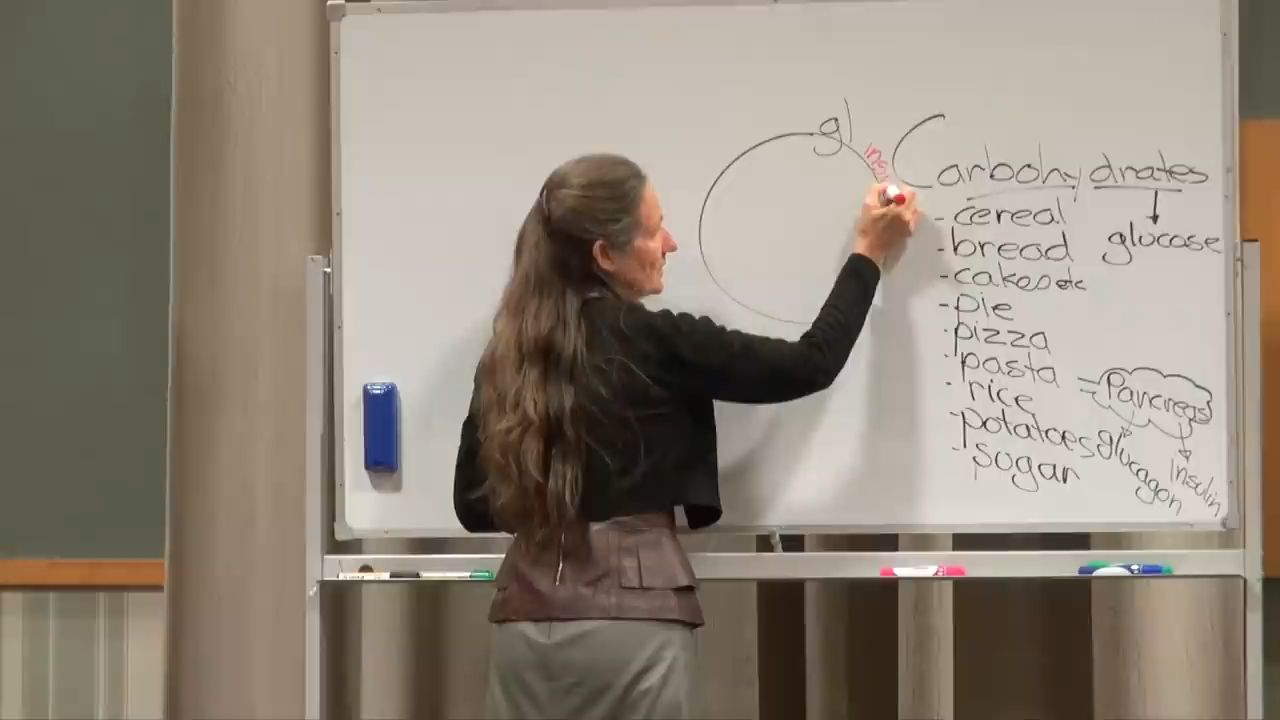 gl
ins
Carbohydrates
- cereal
glucose
- bread
- cakes etc
- pie
- pizza
- pasta
- rice
Pancreas
- potatoes
glucagon
insulin
- sugar